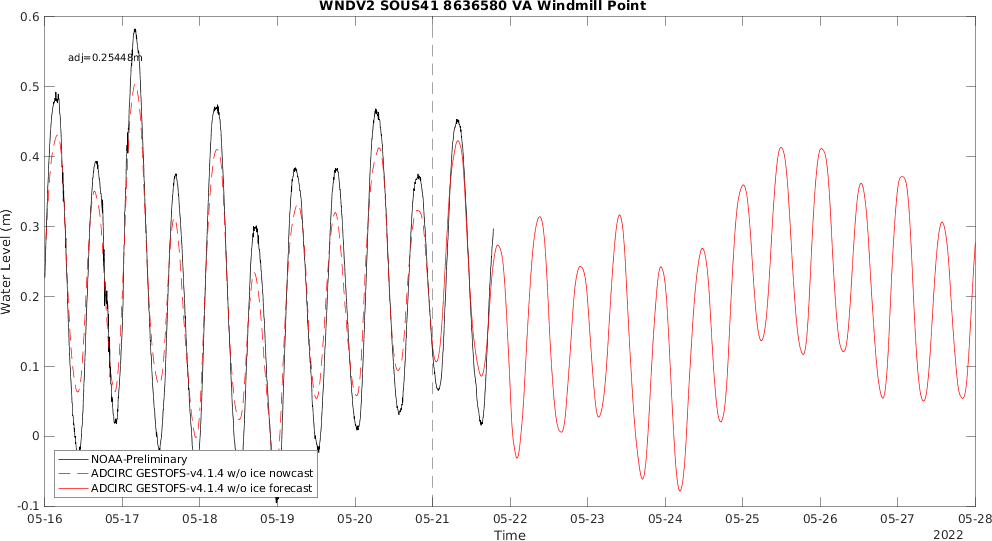 WNDV2 SOUS41 8636580 VA Windmill Point
adj=0.25448m
0.6
0.5
0.4
0.3
0.2
0.1
0
-0.1
Water Level (m)
NOAA-Preliminary
ADCIRC GESTOFS-v4.1.4 w/o ice nowcast
ADCIRC GESTOFS-v4.1.4 w/o ice forecast
05-16 05-17 05-18 05-19 05-20 05-21 05-22 05-23 05-24 05-25 05-26 05-27 05-28
Time
2022